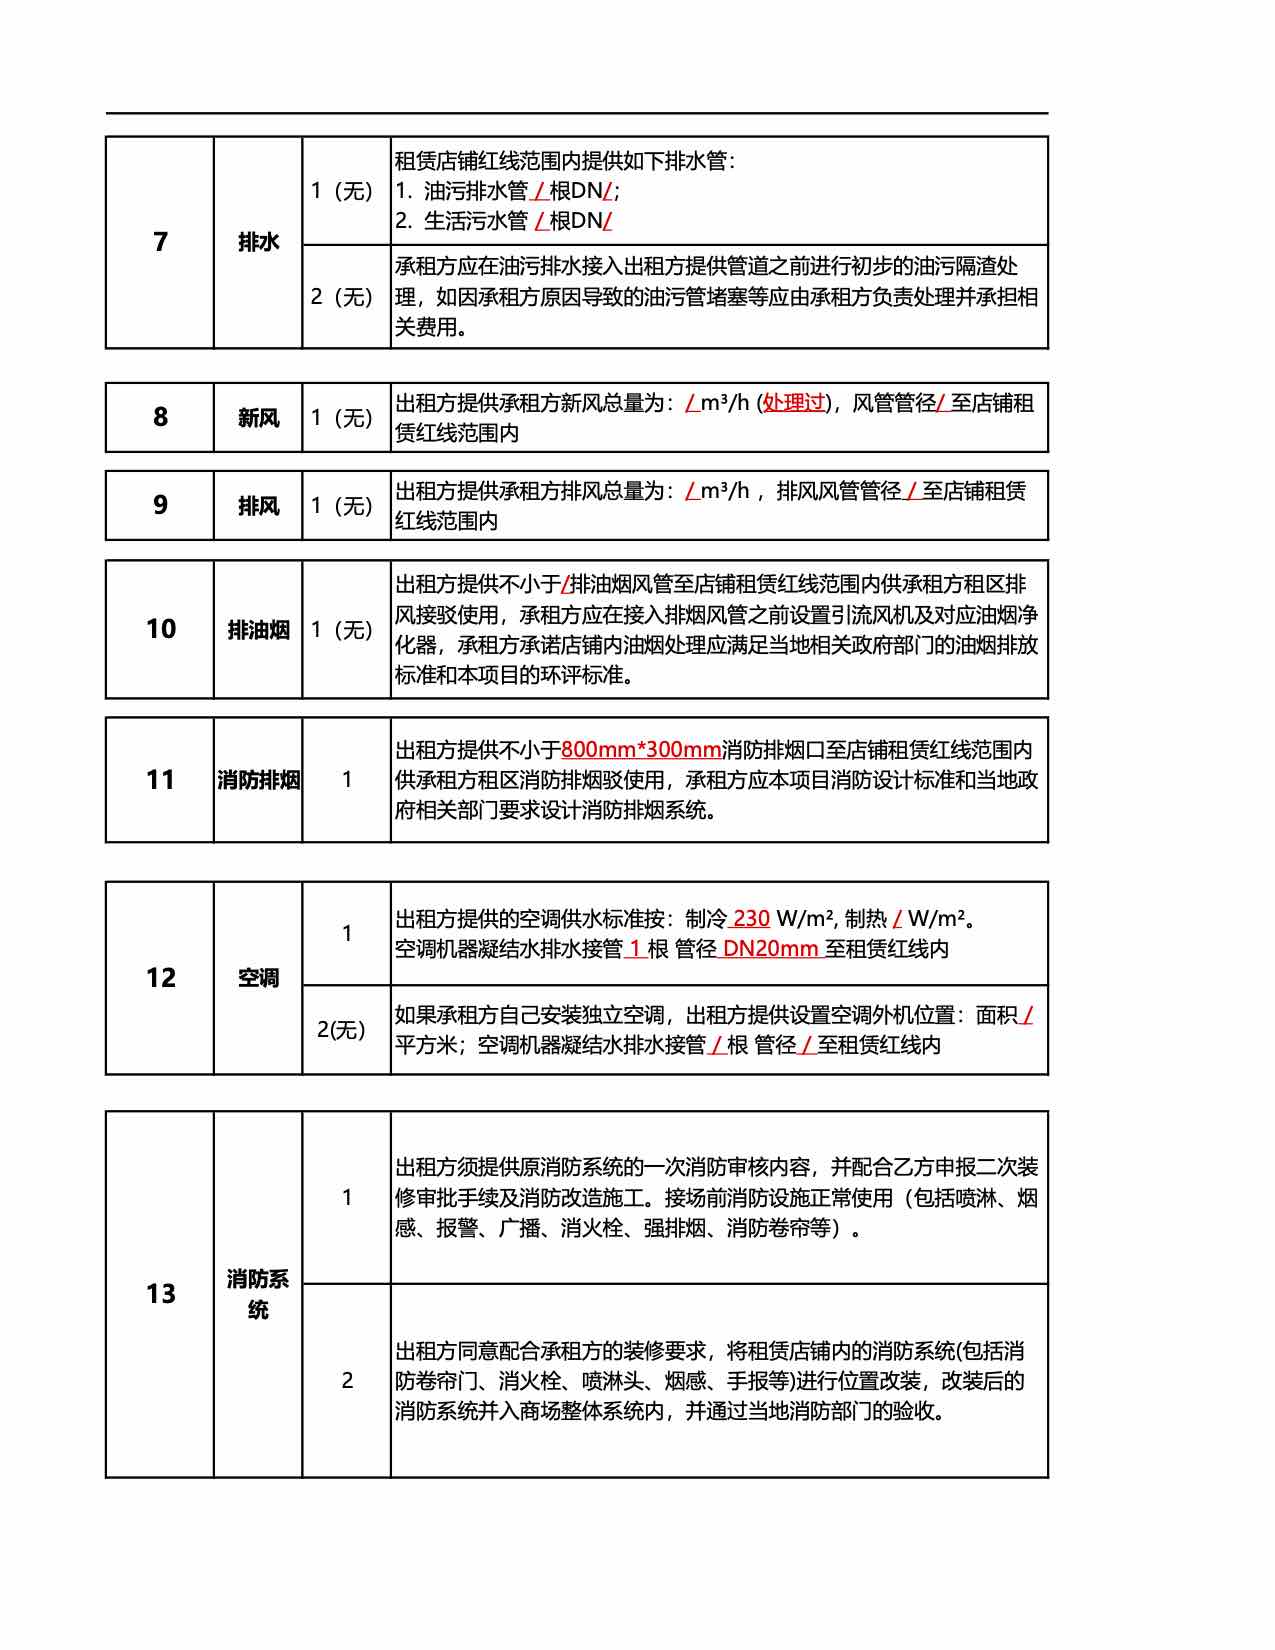 7
排水
1（无）
租赁店铺红线范围内提供如下排水管：
1. 油污排水管 / 根DN/；
2. 生活污水管 / 根DN/
2（无）
承租方应在油污排水接入出租方提供管道之前进行初步的油污隔渣处
理，如因承租方原因导致的油污管堵塞等应由承租方负责处理并承担相
关费用。
8
新风
1（无）
出租方提供承租方新风总量为：/ m³/h (处理过)，风管管径/ 至店铺租
赁红线范围内
9
排风
1（无）
出租方提供承租方排风总量为：/ m³/h ，排风风管管径 / 至店铺租赁
红线范围内
10
排油烟
1（无）
出租方提供不小于/排油烟风管至店铺租赁红线范围内供承租方租区排
风接驳使用，承租方应在接入排烟风管之前设置引流风机及对应油烟净
化器，承租方承诺店铺内油烟处理应满足当地相关政府部门的油烟排放
标准和本项目的环评标准。
11
消防排烟
1
出租方提供不小于800mm*300mm消防排烟口至店铺租赁红线范围内
供承租方租区消防排烟驳使用，承租方应本项目消防设计标准和当地政
府相关部门要求设计消防排烟系统。
12
空调
1
出租方提供的空调供水标准按：制冷 230 W/m², 制热 / W/m²。
空调机器凝结水排水接管 1 根 管径 DN20mm 至租赁红线内
2(无）
如果承租方自己安装独立空调，出租方提供设置空调外机位置：面积 /
平方米；空调机器凝结水排水接管 / 根 管径 / 至租赁红线内
13
消防系
统
1
出租方须提供原消防系统的一次消防审核内容，并配合乙方申报二次装
修审批手续及消防改造施工。接场前消防设施正常使用（包括喷淋、烟
感、报警、广播、消火栓、强排烟、消防卷帘等）。
2
出租方同意配合承租方的装修要求，将租赁店铺内的消防系统(包括消
防卷帘门、消火栓、喷淋头、烟感、手报等)进行位置改装，改装后的
消防系统并入商场整体系统内，并通过当地消防部门的验收。